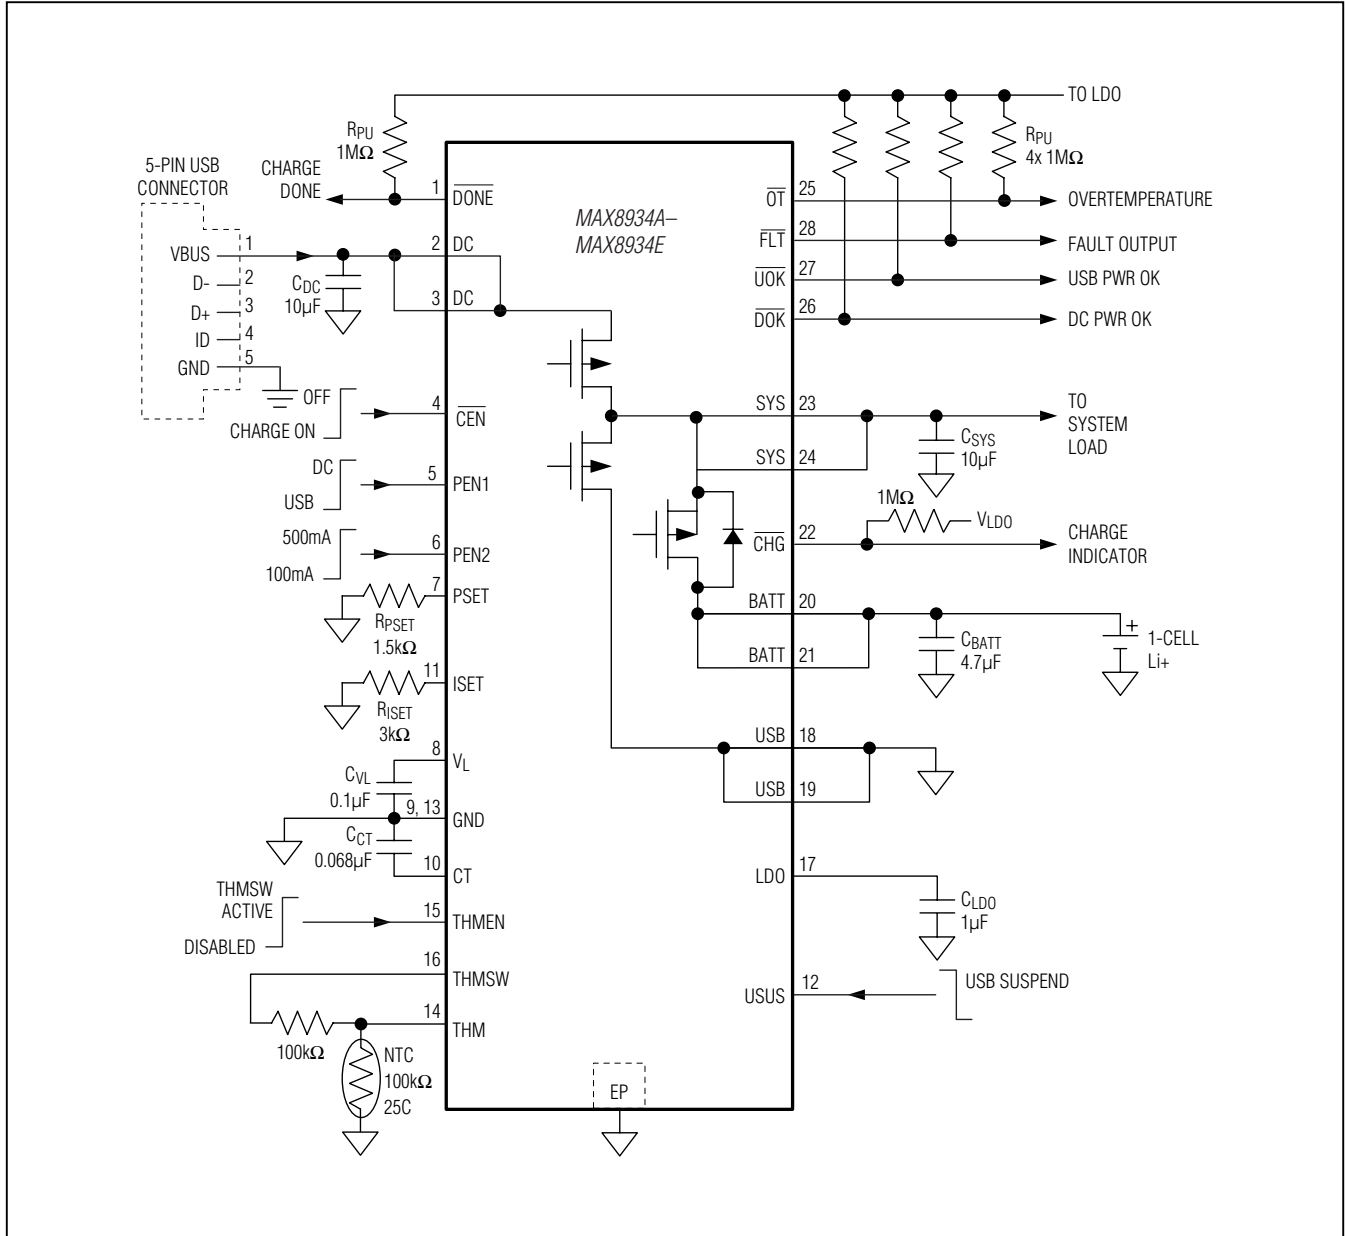 TO LDO
RPU
1MΩ
RPU
4x 1MΩ
5-PIN USB
CONNECTOR
CHARGE
DONE
1
DONE
MAX8934A–
MAX8934E
25
OT
OVERTEMPERATURE
28
FLT
FAULT OUTPUT
27
UOK
USB PWR OK
26
DOK
DC PWR OK
VBUS
1
D-
2
D+
3
ID
4
GND
5
CDC
10µF
2
DC
3
DC
OFF
CHARGE ON
4
CEN
DC
USB
5
PEN1
500mA
100mA
6
PEN2
7
PSET
RPSET
1.5kΩ
11
ISET
RISET
3kΩ
8
VL
CVL
0.1µF
9, 13
GND
CCT
0.068µF
10
CT
THMSW
ACTIVE
DISABLED
15
THMEN
16
THMSW
14
THM
100kΩ
NTC
100kΩ
25C
EP
SYS
23
TO
SYSTEM
LOAD
SYS
24
CSYS
10µF
1MΩ
VLDO
CHG
22
CHARGE
INDICATOR
BATT
20
BATT
21
CBATT
4.7µF
+
1-CELL
Li+
USB
18
USB
19
LDO
17
CLDO
1µF
USUS
12
USB SUSPEND